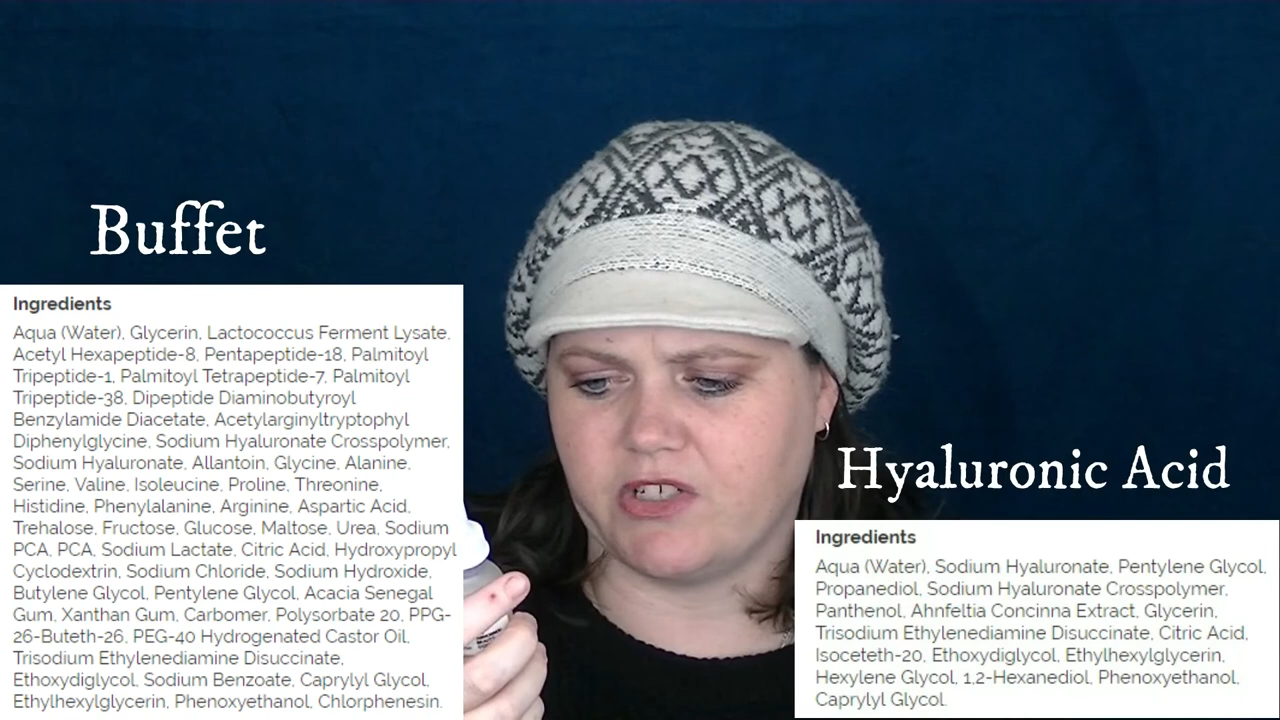 Buffet
Ingredients
Aqua (Water), Glycerin, Lactococcus Ferment Lysate,
Acetyl Hexapeptide-8, Pentapeptide-18, Palmitoyl
Tripeptide-1, Palmitoyl Tetrapeptide-7, Palmitoyl
Tripeptide-38, Dipeptide Diaminobutyroyl
Benzylamide Diacetate, Acetylarginyltryptophyl
Diphenylglycine, Sodium Hyaluronate Crosspolymer,
Sodium Hyaluronate, Allantoin, Glycine, Alanine,
Serine, Valine, Isoleucine, Proline, Threonine,
Histidine, Phenylalanine, Arginine, Aspartic Acid,
Trehalose, Fructose, Glucose, Maltose, Urea, Sodium
PCA, PCA, Sodium Lactate, Citric Acid, Hydroxypropyl
Cyclodextrin, Sodium Chloride, Sodium Hydroxide,
Butylene Glycol, Pentylene Glycol, Acacia Senegal
Gum, Xanthan Gum, Carbomer, Polysorbate 20, PPG-
26-Buteth-26, PEG-40 Hydrogenated Castor Oil,
Trisodium Ethylenediamine Disuccinate,
Ethoxydiglycol, Sodium Benzoate, Caprylyl Glycol,
Ethylhexylglycerin, Phenoxyethanol, Chlorphenesin.
Hyaluronic Acid
Ingredients
Aqua (Water), Sodium Hyaluronate, Pentylene Glycol,
Propanediol, Sodium Hyaluronate Crosspolymer,
Panthenol, Ahnfeltia Concinna Extract, Glycerin,
Trisodium Ethylenediamine Disuccinate, Citric Acid,
Isoceteth-20, Ethoxydiglycol, Ethylhexylglycerin,
Hexylene Glycol, 1,2-Hexanediol, Phenoxyethanol,
Caprylyl Glycol.